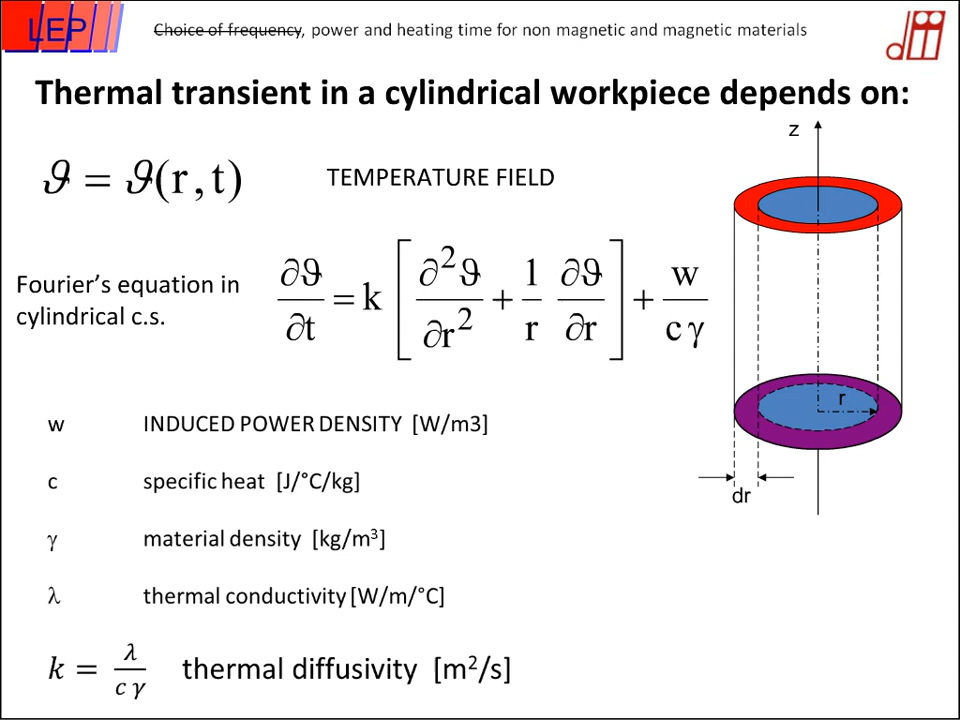 LEP
Choice of frequency, power and heating time for non magnetic and magnetic materials
Thermal transient in a cylindrical workpiece depends on:
z
ϑ = ϑ(r,t) TEMPERATURE FIELD
Fourier’s equation in
cylindrical c.s.
∂ϑ/∂t = k [∂²ϑ/∂r² + 1/r ∂ϑ/∂r] + w/(c γ)
r
w INDUCED POWER DENSITY [W/m3]
c specific heat [J/°C/kg]
dr
γ material density [kg/m³]
λ thermal conductivity [W/m/°C]
k = λ/(c γ) thermal diffusivity [m²/s]